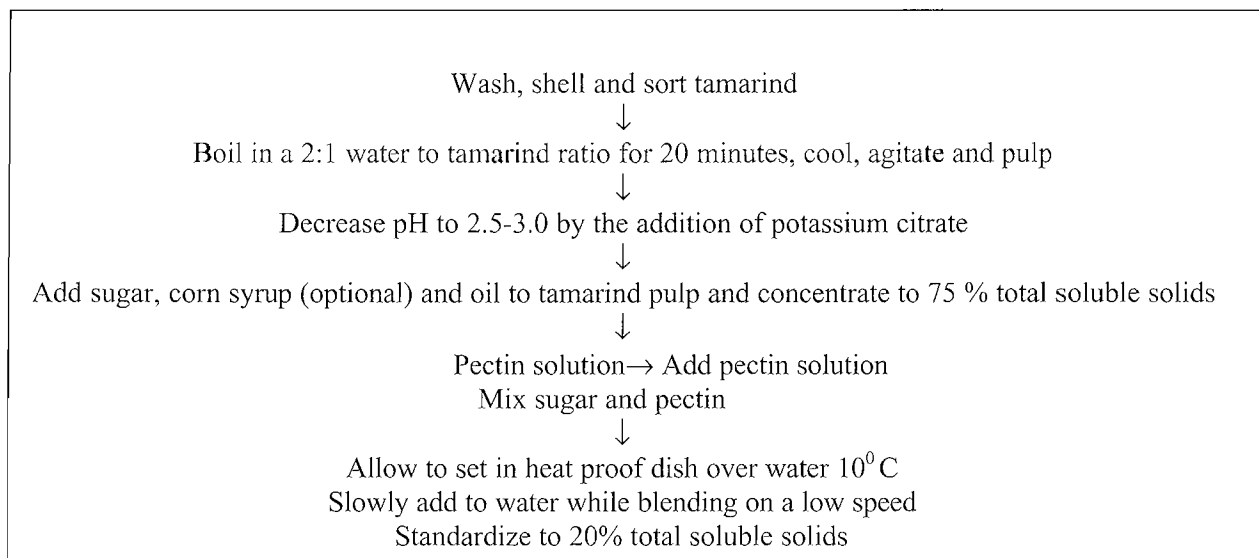 Wash, shell and sort tamarind
↓
Boil in a 2:1 water to tamarind ratio for 20 minutes, cool, agitate and pulp
↓
Decrease pH to 2.5-3.0 by the addition of potassium citrate
↓
Add sugar, corn syrup (optional) and oil to tamarind pulp and concentrate to 75 % total soluble solids
↓
Pectin solution→ Add pectin solution
Mix sugar and pectin
↓
Allow to set in heat proof dish over water 10⁰ C
Slowly add to water while blending on a low speed
Standardize to 20% total soluble solids